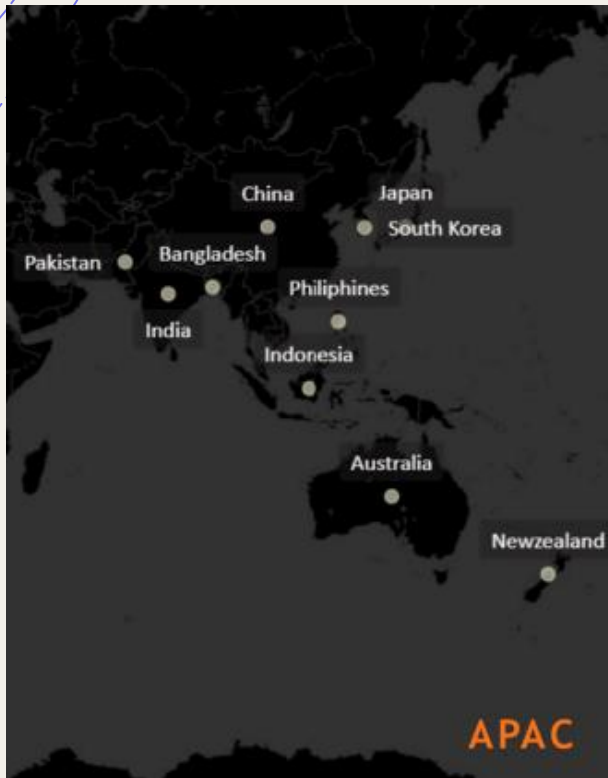 China
Japan
South Korea
Pakistan
Bangladesh
Philiphines
India
Indonesia
Australia
Newzealand
APAC